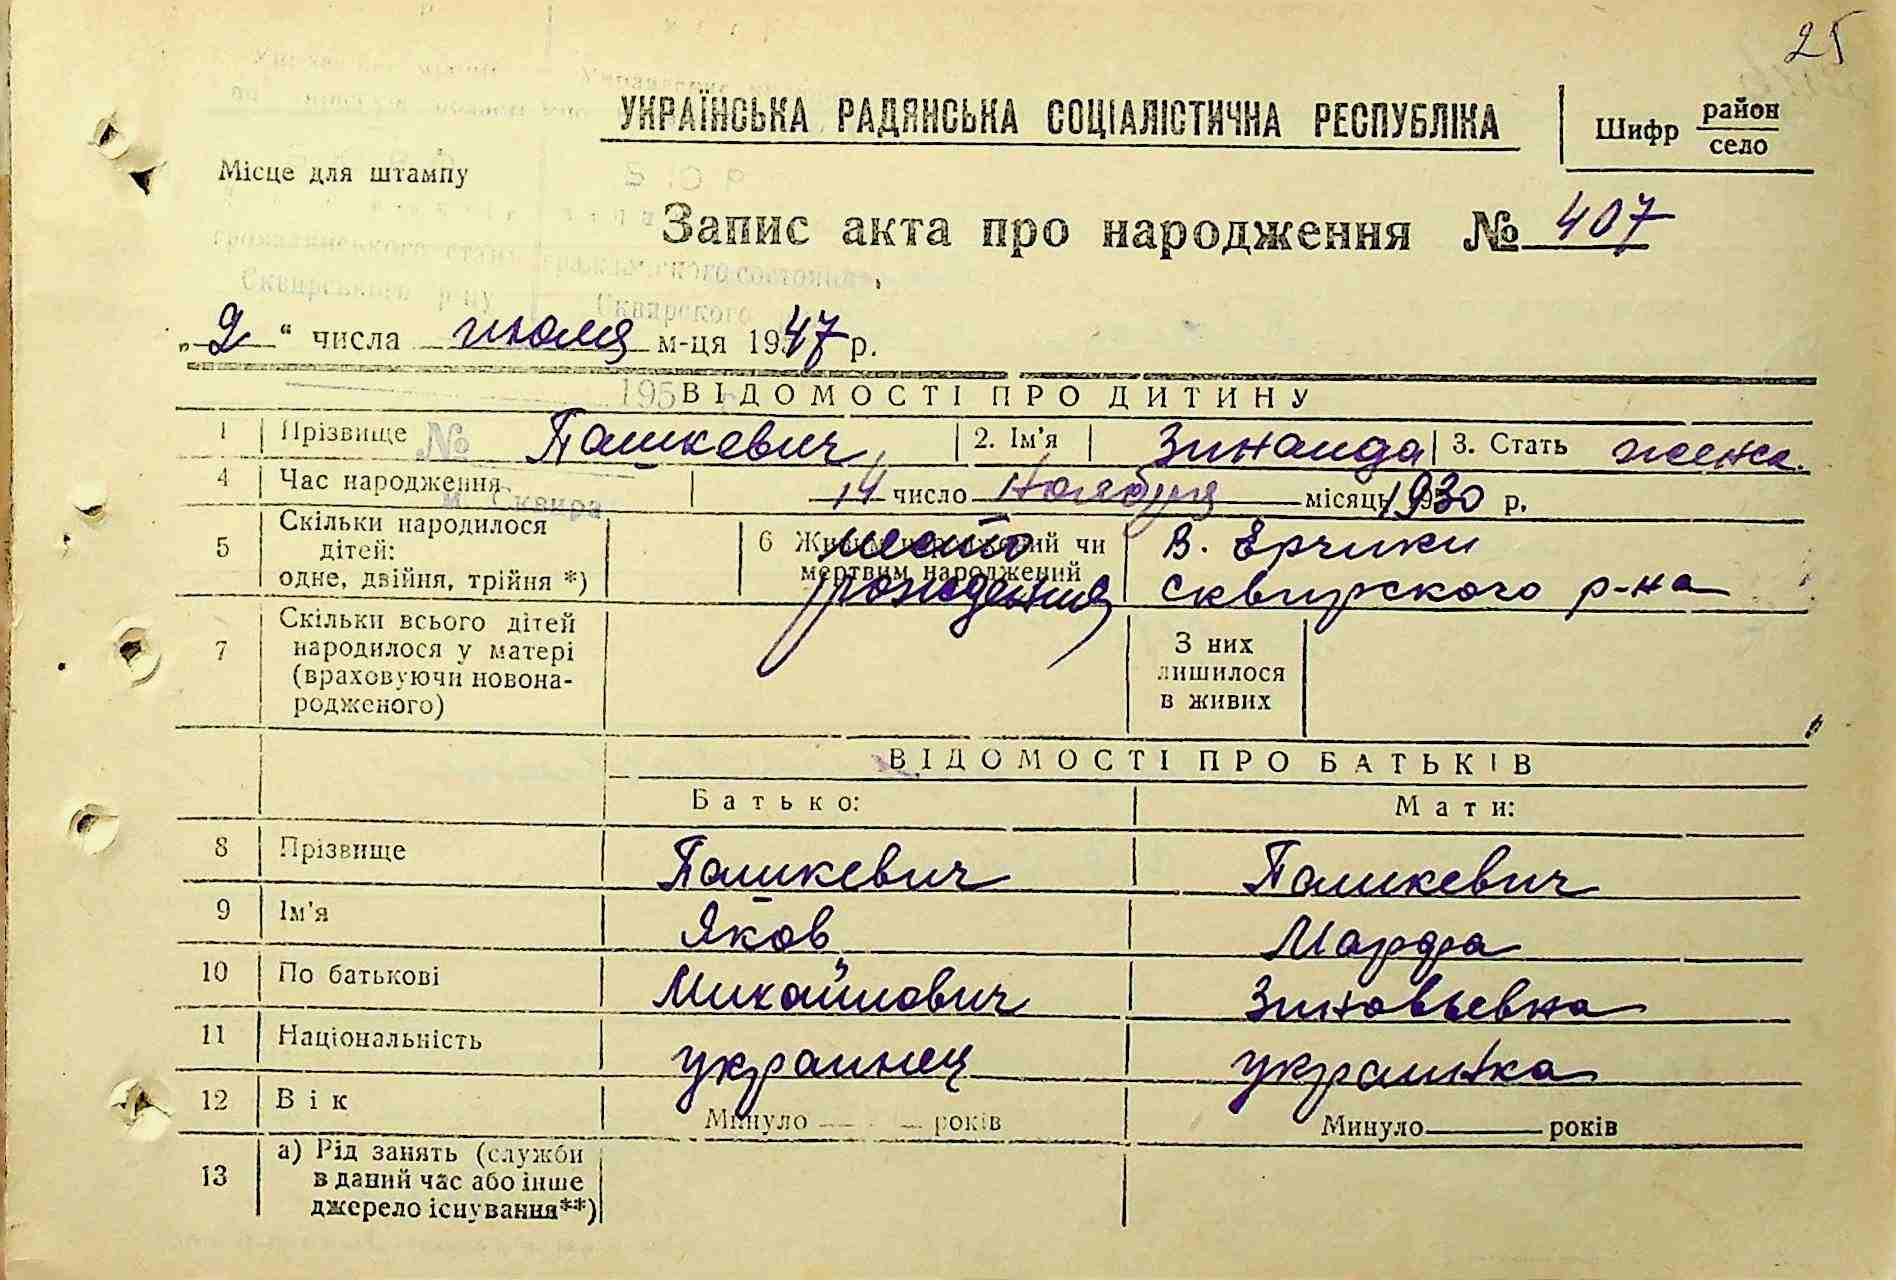 25
УКРАЇНСЬКА РАДЯНСЬКА СОЦІАЛІСТИЧНА РЕСПУБЛІКА
Шифр район
село
Місце для штампу
Запис акта про народження № 407
„2“ числа июля м-ця 1947 р.
ВІДОМОСТІ ПРО ДИТИНУ
1 Прізвище Пашкевич 2. Ім'я Зинаида 3. Стать женск.
4 Час народження 14 число Ноября місяць 1930 р.
№
м. Сквира
5 Скільки народилося дітей: одне, двійня, трійня *)
6 Живим народжений чи мертвим народжений
место рождения
В. Ерчики
Сквирского р-на
7 Скільки всього дітей народилося у матері (враховуючи новонародженого)
З них лишилося в живих
ВІДОМОСТІ ПРО БАТЬКІВ
Батько: Мати:
8 Прізвище Пашкевич Пашкевич
9 Ім'я Яков Марфа
10 По батькові Михайлович Зиновьевна
11 Національність украинец украинка
12 Вік Минуло — років Минуло — років
13 а) Рід занять (служби в даний час або інше джерело існування**)